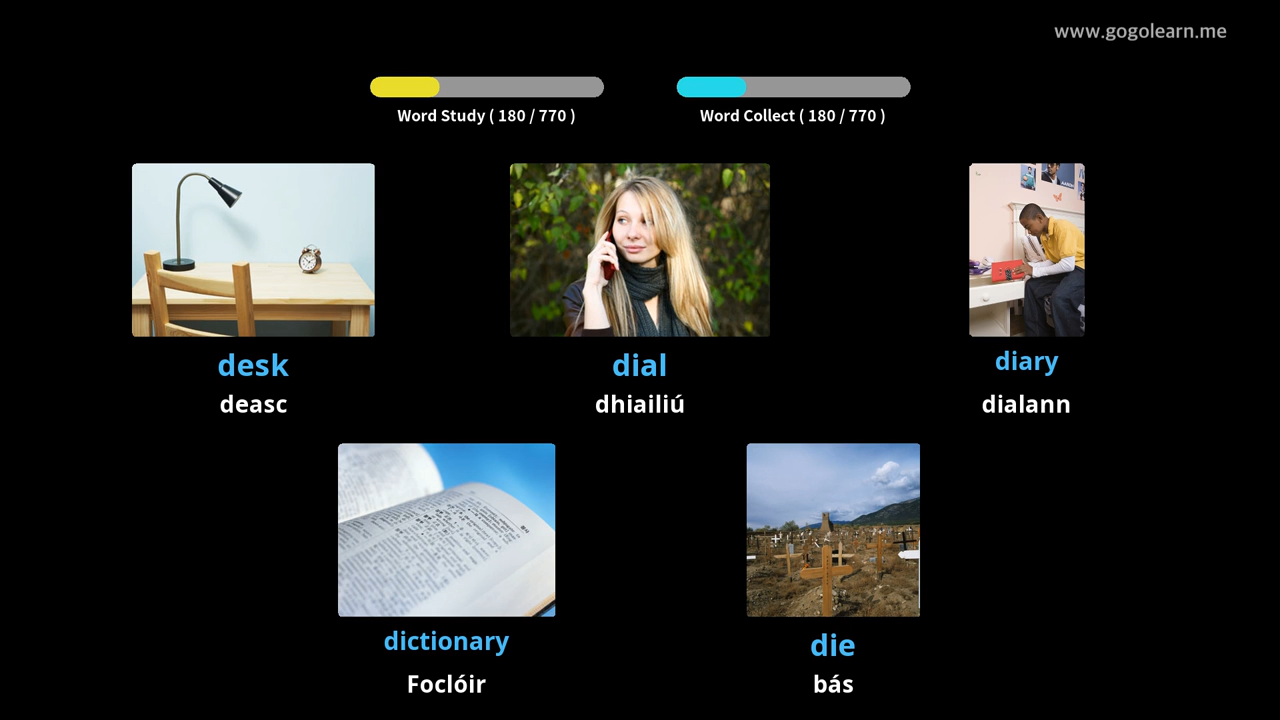 www.gogolearn.me
Word Study ( 180 / 770 )
Word Collect ( 180 / 770 )
desk
dial
diary
deasc
dhiailiú
dialann
dictionary
die
Foclóir
bás